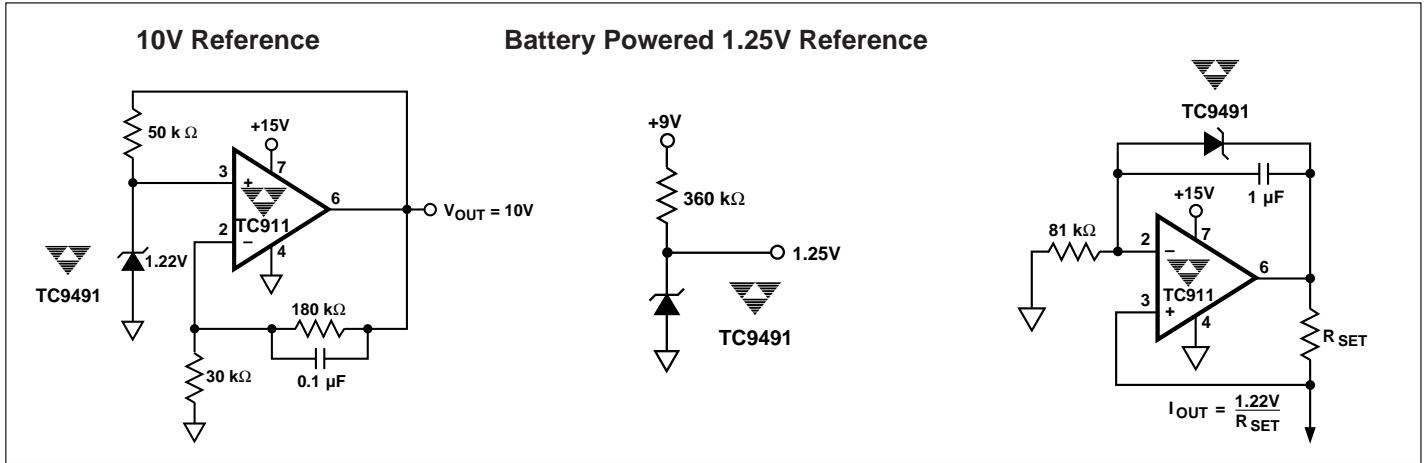 10V Reference
Battery Powered 1.25V Reference
50 k Ω
+15V
7
3
+
TC911
6
VOUT = 10V
2
−
4
1.22V
TC9491
180 kΩ
0.1 µF
30 kΩ
+9V
360 kΩ
1.25V
TC9491
TC9491
1 µF
+15V
7
81 kΩ
2
−
TC911
6
3
+
4
RSET
IOUT = 1.22V
RSET